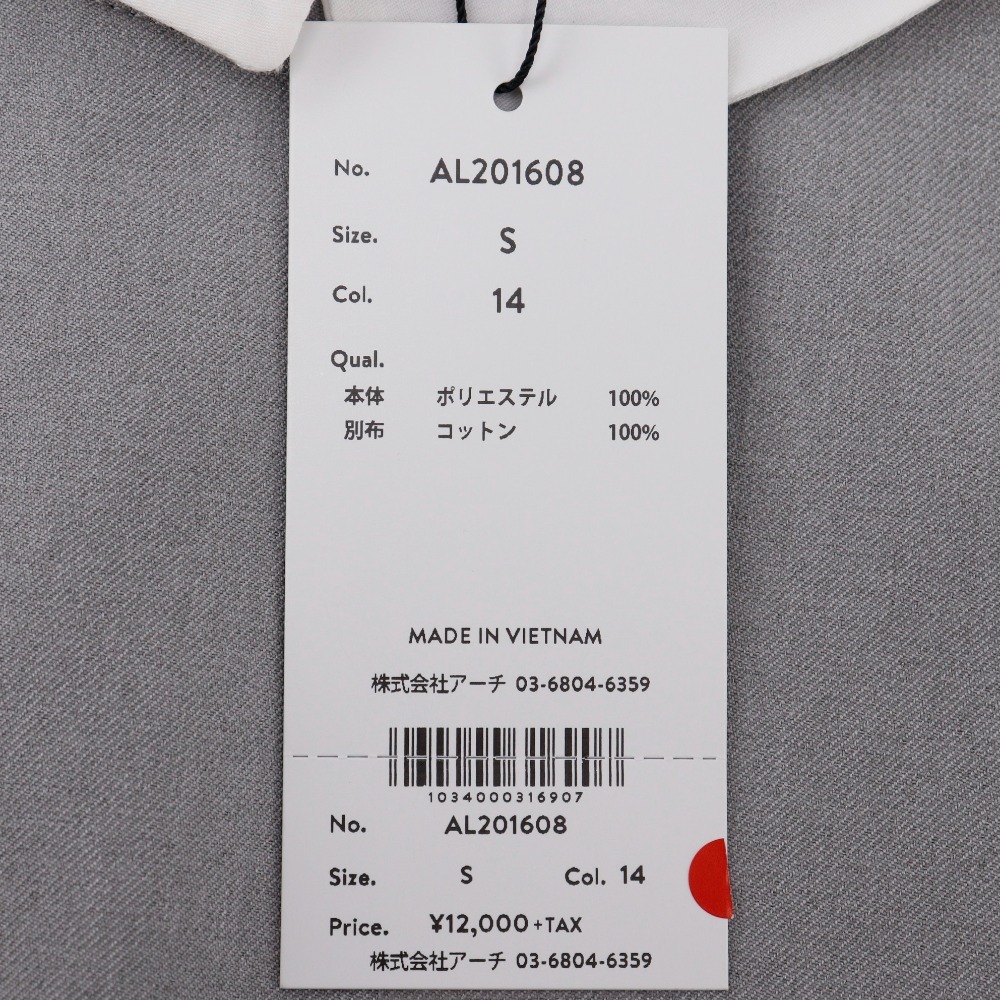 No. AL201608
Size. S
Col. 14
Qual.
本体 ポリエステル 100%
別布 コットン 100%
MADE IN VIETNAM
株式会社アーチ 03-6804-6359
1034000316907
No. AL201608
Size. S Col. 14
Price. ¥12,000+TAX
株式会社アーチ 03-6804-6359